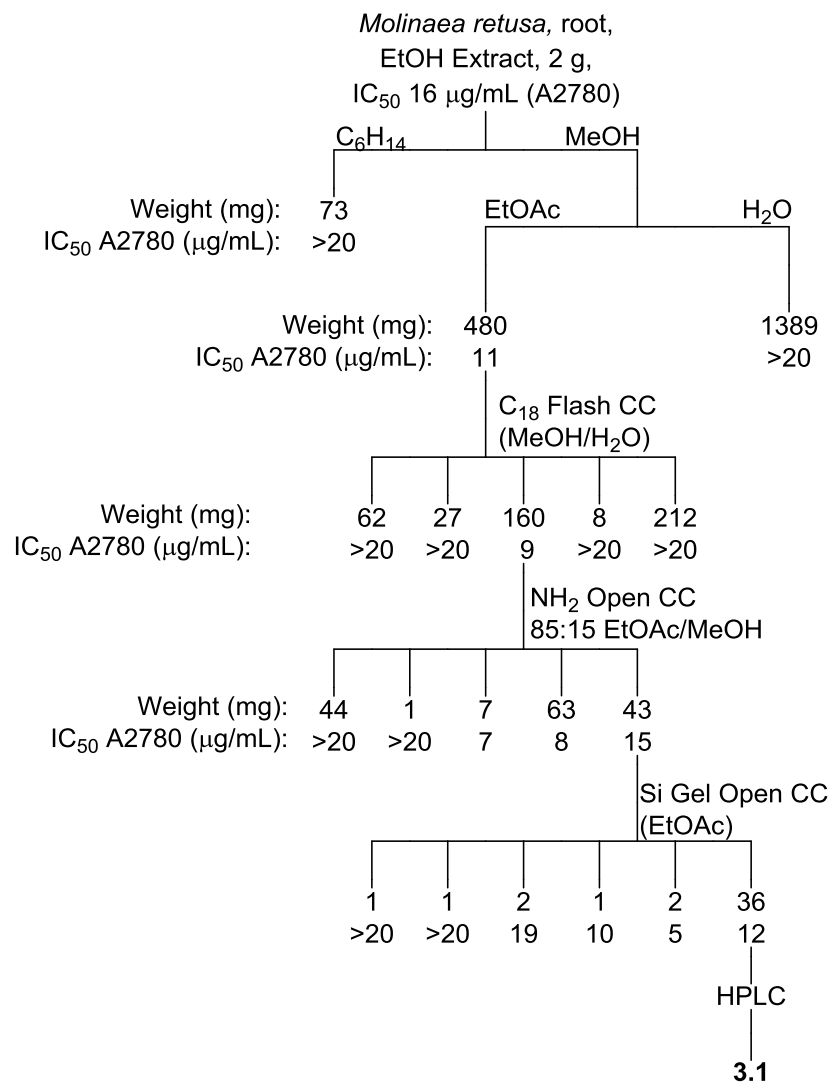 Molinaea retusa, root,
EtOH Extract, 2 g,
IC₅₀ 16 μg/mL (A2780)
C₆H₁₄ MeOH
Weight (mg): 73 EtOAc H₂O
IC₅₀ A2780 (μg/mL): >20
Weight (mg): 480 1389
IC₅₀ A2780 (μg/mL): 11 >20
C₁₈ Flash CC
(MeOH/H₂O)
Weight (mg): 62 27 160 8 212
IC₅₀ A2780 (μg/mL): >20 >20 9 >20 >20
NH₂ Open CC
85:15 EtOAc/MeOH
Weight (mg): 44 1 7 63 43
IC₅₀ A2780 (μg/mL): >20 >20 7 8 15
Si Gel Open CC
(EtOAc)
1 1 2 1 2 36
>20 >20 19 10 5 12
HPLC
3.1